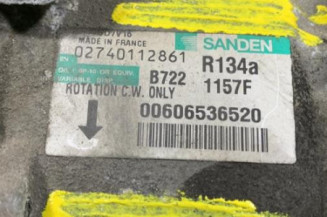 MADE IN FRANCE
SANDEN
02740112861
R134a
B722
1157F
ROTATION C.W. ONLY
00606536520